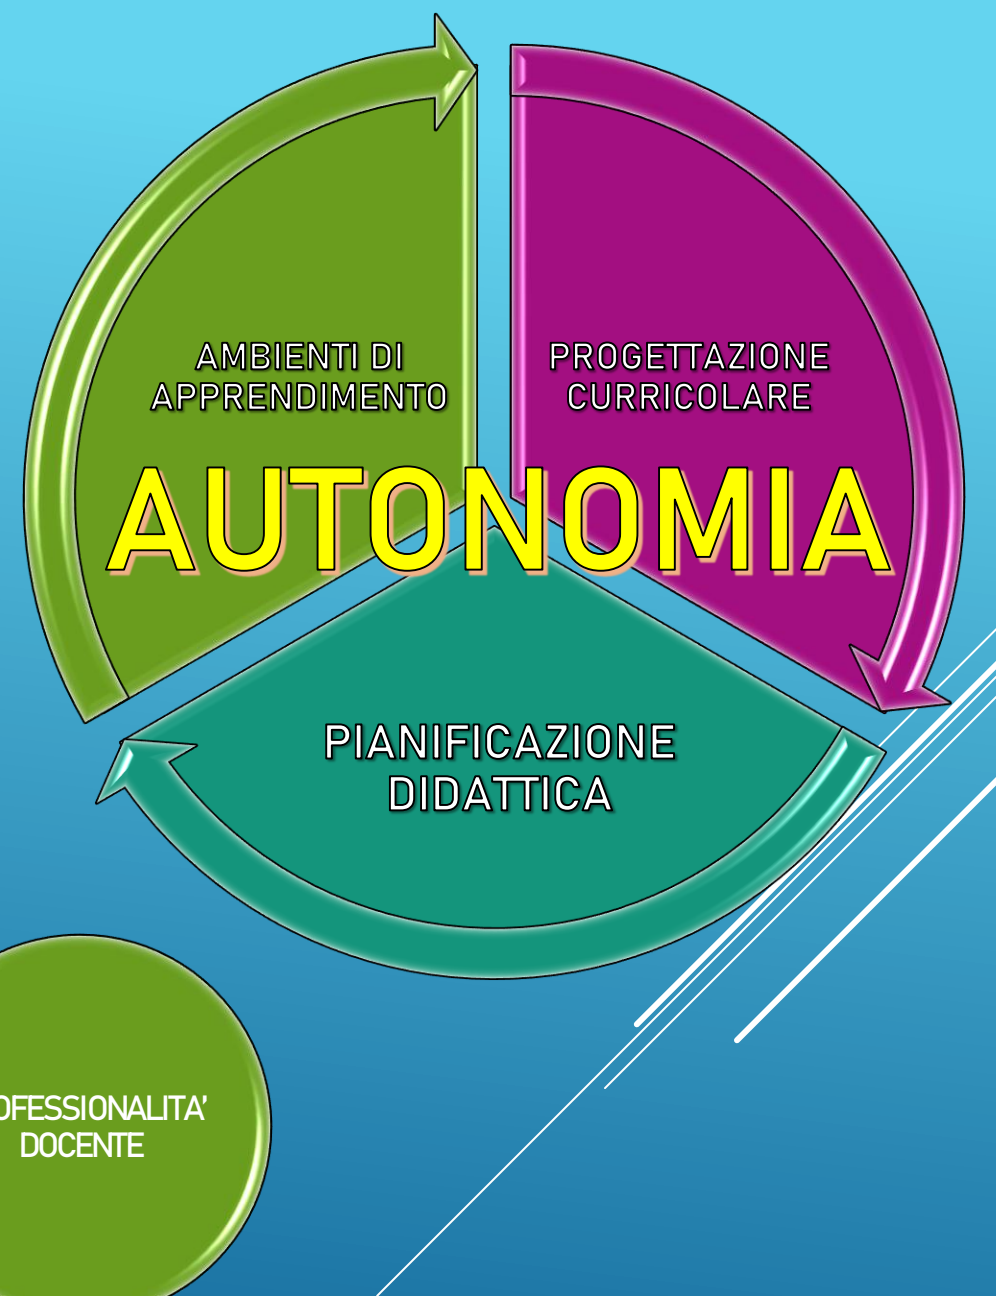 AMBIENTI DI
APPRENDIMENTO
PROGETTAZIONE
CURRICOLARE
AUTONOMIA
PIANIFICAZIONE
DIDATTICA
OFESSIONALITA’
DOCENTE